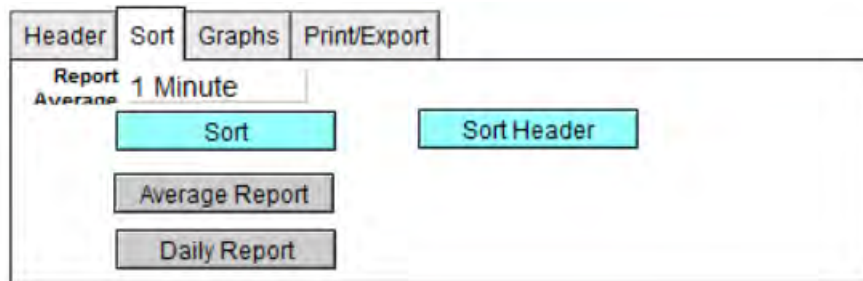 Header Sort Graphs Print/Export
Report
Average
1 Minute
Sort Sort Header
Average Report
Daily Report